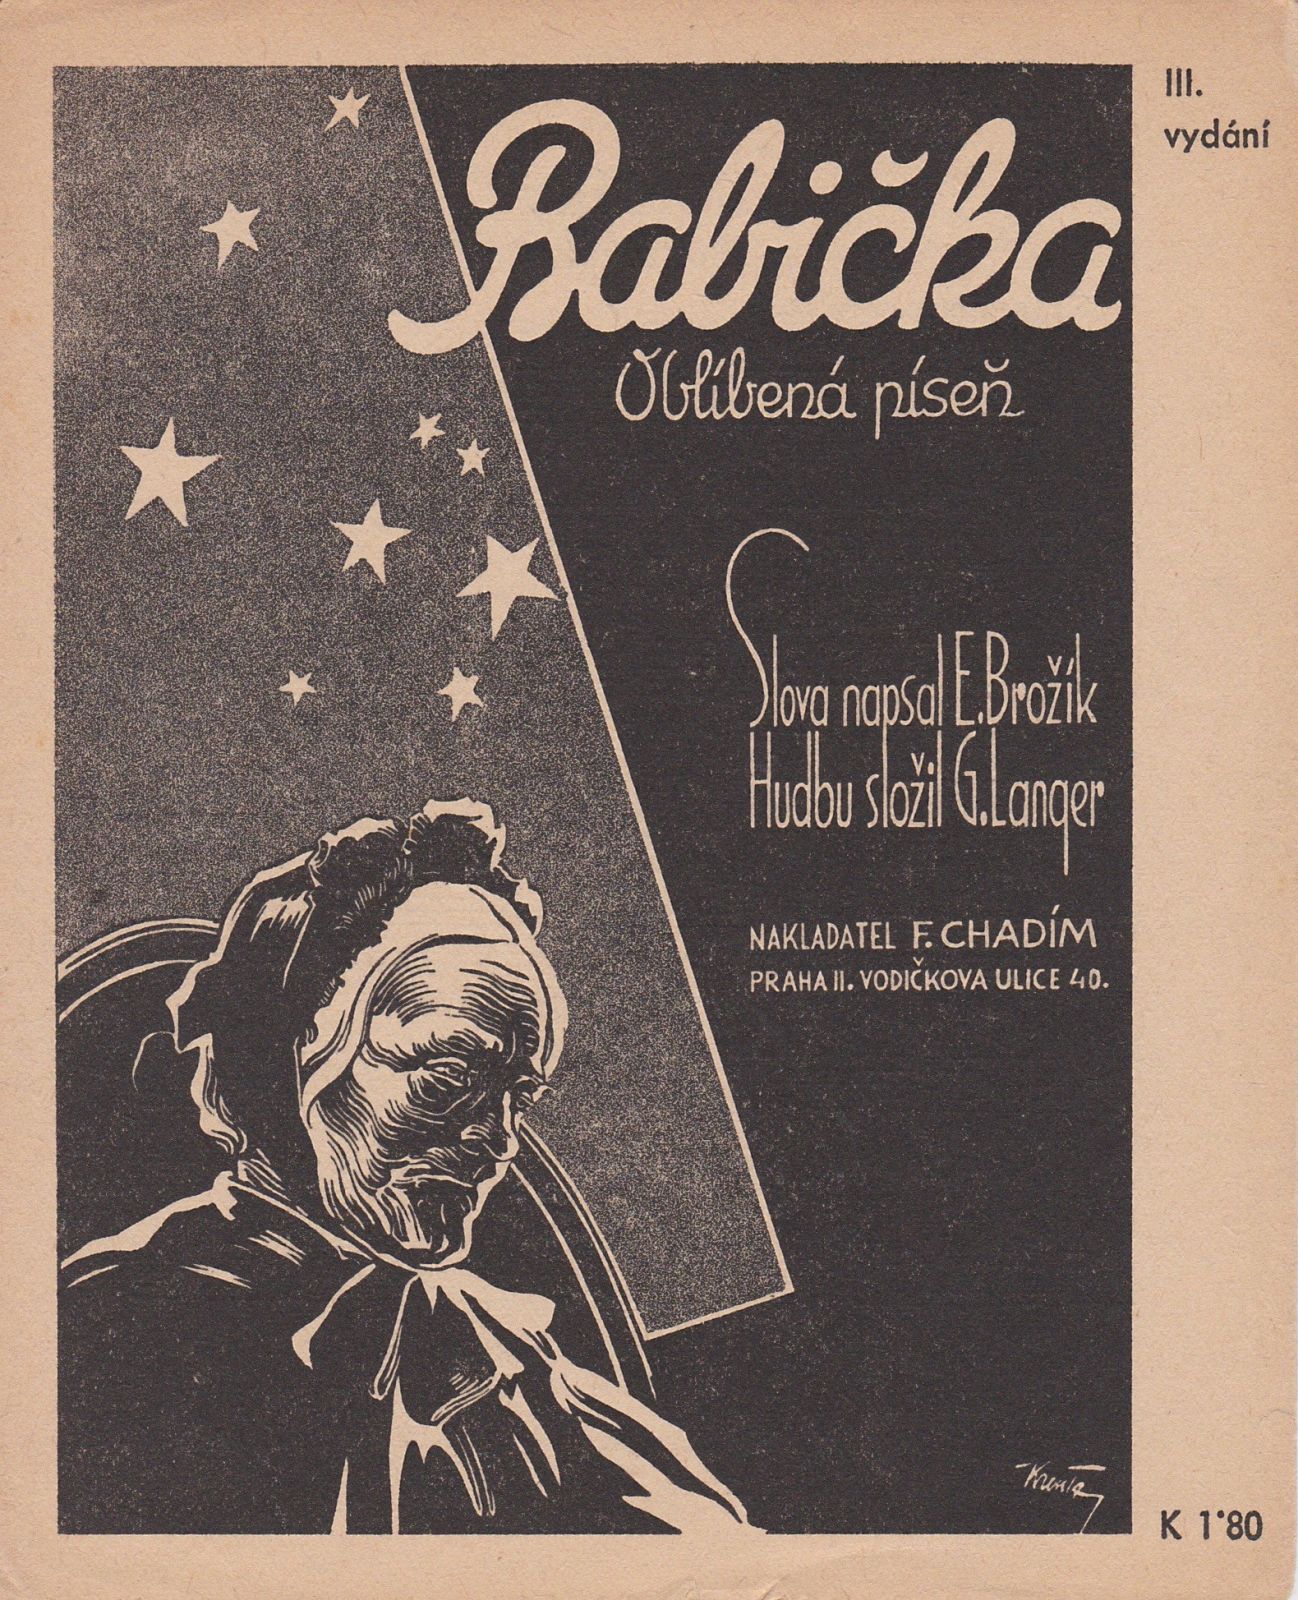 III.
vydání
Babička
Oblíbená píseň
Slova napsal E. Brožík
Hudbu složil G. Langer
NAKLADATEL F. CHADÍM
PRAHA II. VODIČKOVA ULICE 40.
K 1·80